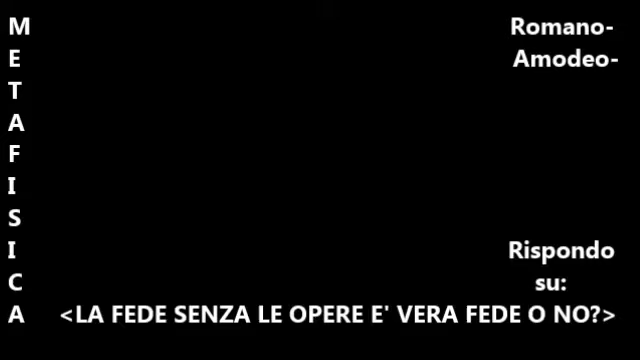 M
E
T
A
F
I
S
I
C
A
Romano-
Amodeo-
Rispondo
su:
<LA FEDE SENZA LE OPERE E' VERA FEDE O NO?>